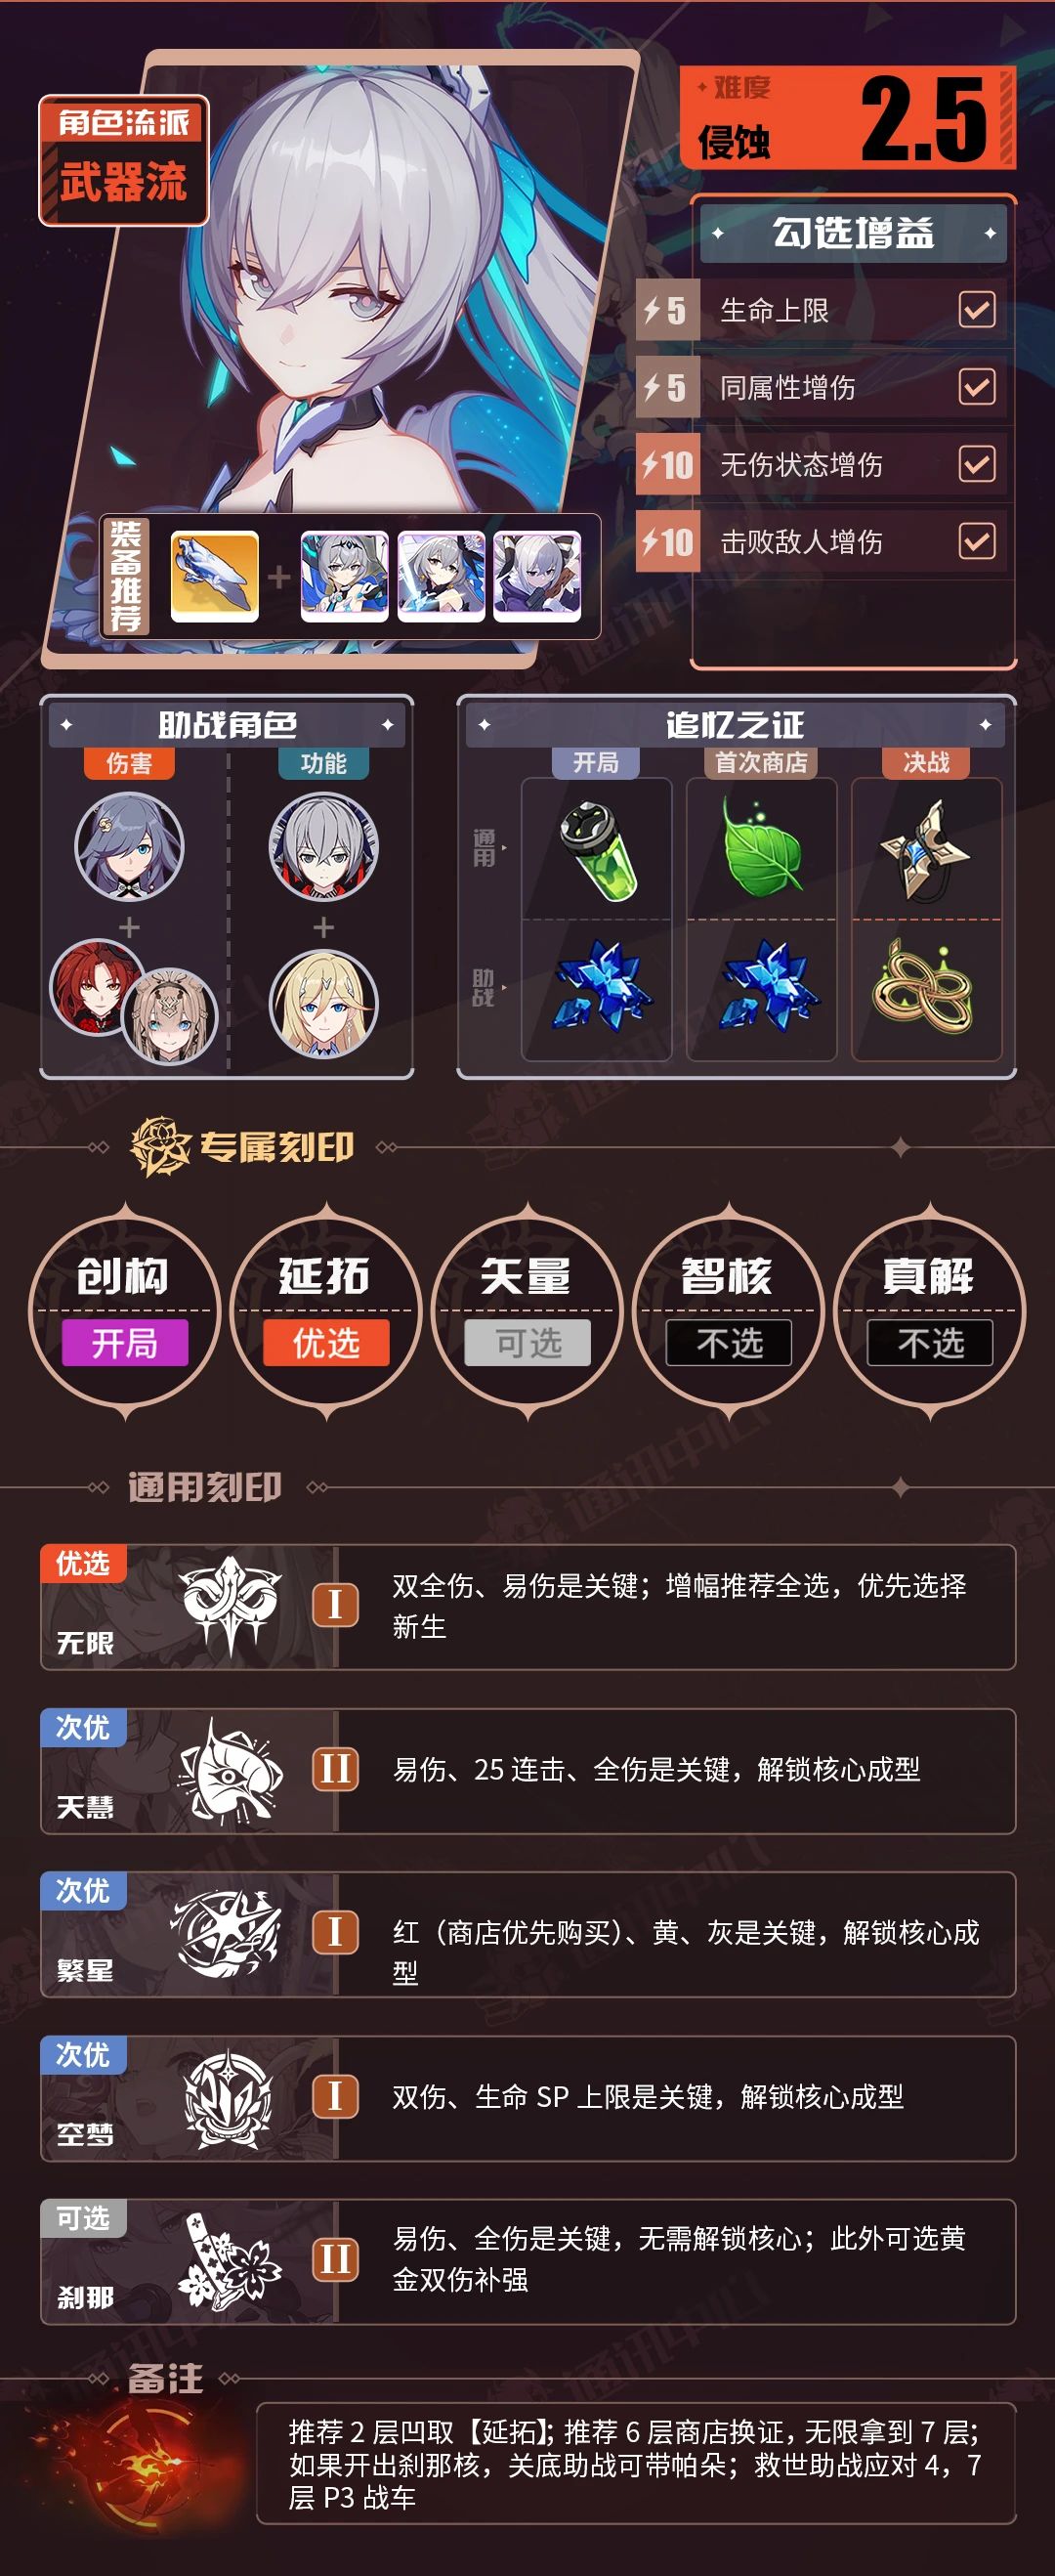 角色流派
武器流
难度
侵蚀
2.5
勾选增益
5 生命上限
5 同属性增伤
10 无伤状态增伤
10 击败敌人增伤
装备推荐
助战角色
伤害
功能
追忆之证
开局
首次商店
决战
通用
助战
专属刻印
创构
开局
延拓
优选
矢量
可选
智核
不选
真解
不选
通用刻印
优选
无限
I
双全伤、易伤是关键；增幅推荐全选，优先选择
新生
次优
天慧
II
易伤、25 连击、全伤是关键，解锁核心成型
次优
繁星
I
红（商店优先购买）、黄、灰是关键，解锁核心成
型
次优
空梦
I
双伤、生命 SP 上限是关键，解锁核心成型
可选
刹那
II
易伤、全伤是关键，无需解锁核心；此外可选黄
金双伤补强
备注
推荐 2 层凹取【延拓】；推荐 6 层商店换证，无限拿到 7 层；
如果开出刹那核，关底助战可带帕朵；救世助战应对 4，7
层 P3 战车
通讯中心